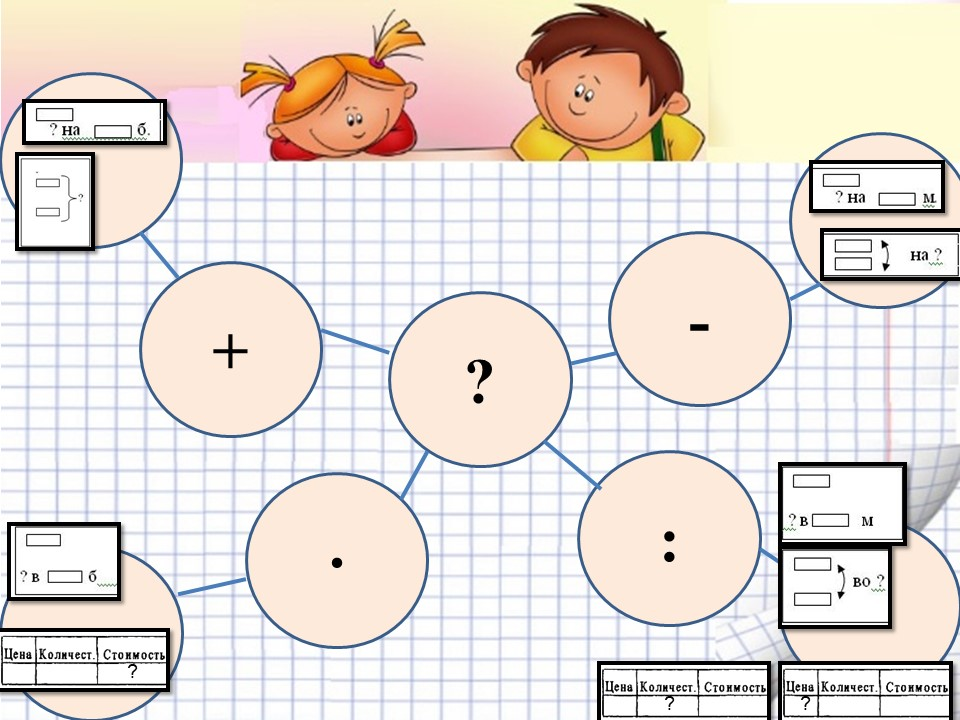 ? на б.
?
+
?
-
? на м.
на ?
.
:
? в б
Цена Количест. Стоимость
?
? в м
во ?
Цена Количест. Стоимость
?
Цена Количест. Стоимость
?